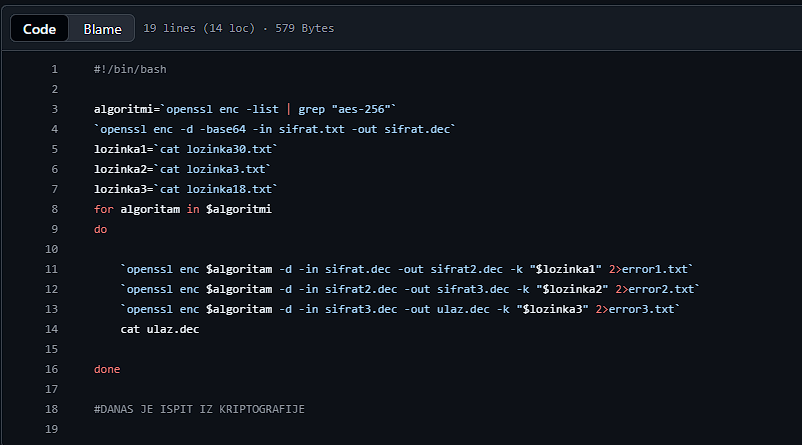 Code Blame 19 lines (14 loc) · 579 Bytes
1 #!/bin/bash
2
3 algoritmi=`openssl enc -list | grep "aes-256"`
4 `openssl enc -d -base64 -in sifrat.txt -out sifrat.dec`
5 lozinka1=`cat lozinka30.txt`
6 lozinka2=`cat lozinka3.txt`
7 lozinka3=`cat lozinka18.txt`
8 for algoritam in $algoritmi
9 do
10
11 `openssl enc $algoritam -d -in sifrat.dec -out sifrat2.dec -k "$lozinka1" 2>error1.txt`
12 `openssl enc $algoritam -d -in sifrat2.dec -out sifrat3.dec -k "$lozinka2" 2>error2.txt`
13 `openssl enc $algoritam -d -in sifrat3.dec -out ulaz.dec -k "$lozinka3" 2>error3.txt`
14 cat ulaz.dec
15
16 done
17
18 #DANAS JE ISPIT IZ KRIPTOGRAFIJE
19